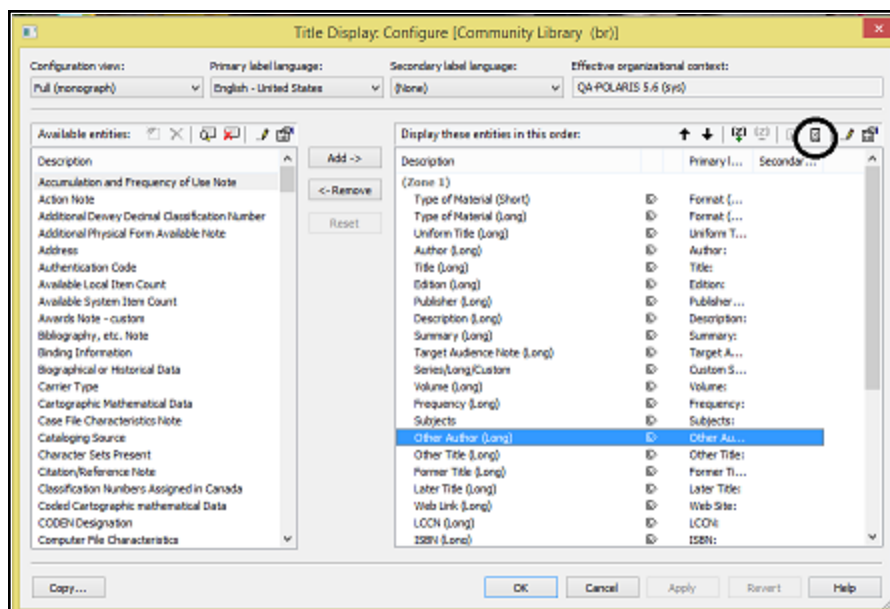 Title Display: Configure [Community Library (br)]
Configuration view:
Primary label language:
Secondary label language:
Effective organizational context:
Full (monograph)
English - United States
(None)
QA-POLARIS 5.6 (sys)
Available entities:
Display these entities in this order:
Description
Accumulation and Frequency of Use Note
Action Note
Additional Dewey Decimal Classification Number
Additional Physical Form Available Note
Address
Authentication Code
Available Local Item Count
Available System Item Count
Awards Note - custom
Bibliography, etc. Note
Binding Information
Biographical or Historical Data
Carrier Type
Cartographic Mathematical Data
Case File Characteristics Note
Cataloging Source
Character Sets Present
Citation/Reference Note
Classification Numbers Assigned in Canada
Coded Cartographic mathematical Data
CODEN Designation
Computer File Characteristics
Add ->
<- Remove
Reset
Description Primary l... Secondar...
(Zone 1)
Type of Material (Short) Format (...
Type of Material (Long) Format (...
Uniform Title (Long) Uniform T...
Author (Long) Author:
Title (Long) Title:
Edition (Long) Edition:
Publisher (Long) Publisher ...
Description (Long) Description:
Summary (Long) Summary:
Target Audience Note (Long) Target A...
Series/Long/Custom Custom S...
Volume (Long) Volume:
Frequency (Long) Frequency:
Subjects Subjects:
Other Author (Long) Other Au...
Other Title (Long) Other Title:
Former Title (Long) Former Ti...
Later Title (Long) Later Title:
Web Link (Long) Web Site:
LCCN (Long) LCCN:
ISBN (Long) ISBN:
Copy...
OK
Cancel
Apply
Revert
Help